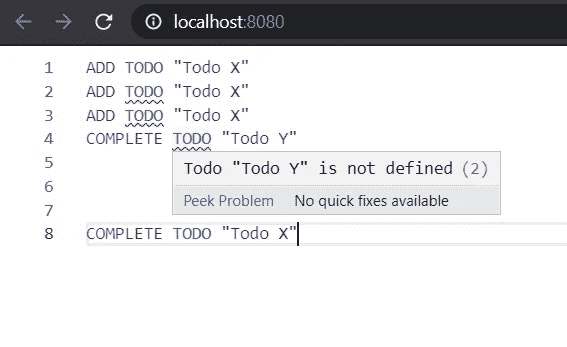 localhost:8080
1 ADD TODO "Todo X"
2 ADD TODO "Todo X"
3 ADD TODO "Todo X"
4 COMPLETE TODO "Todo Y"
5
Todo "Todo Y" is not defined (2)
6
Peek Problem No quick fixes available
7
8 COMPLETE TODO "Todo X"